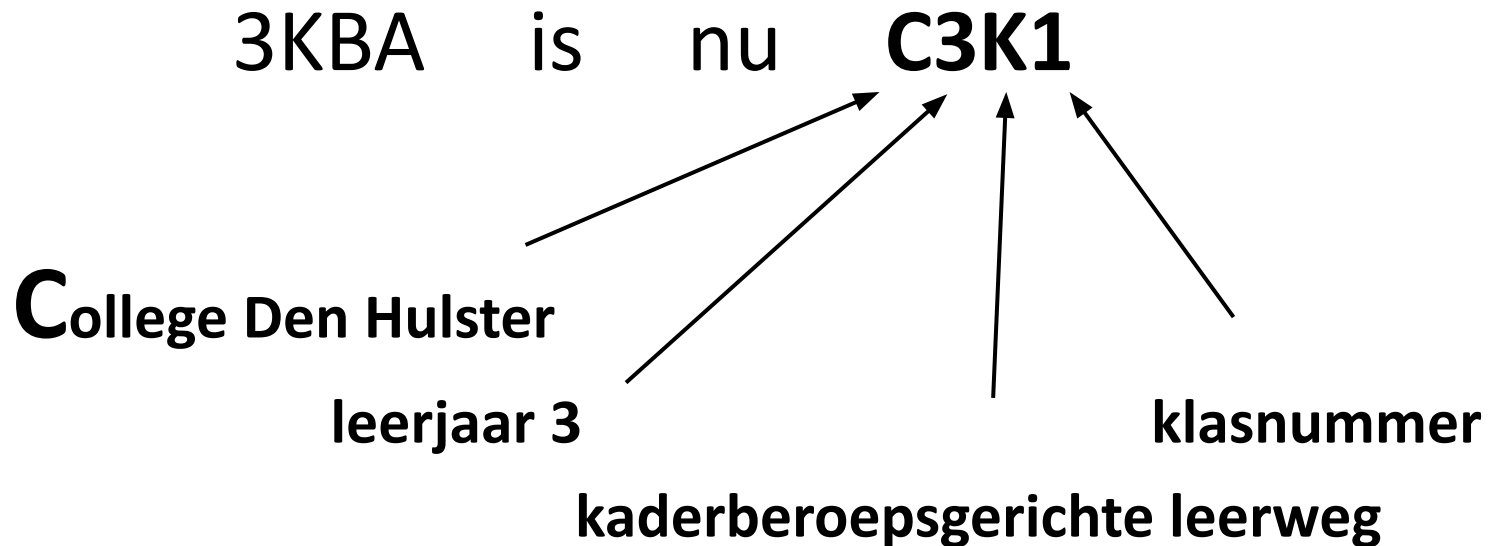 3KBA is nu C3K1
College Den Hulster
leerjaar 3
klasnummer
kaderberoepsgerichte leerweg